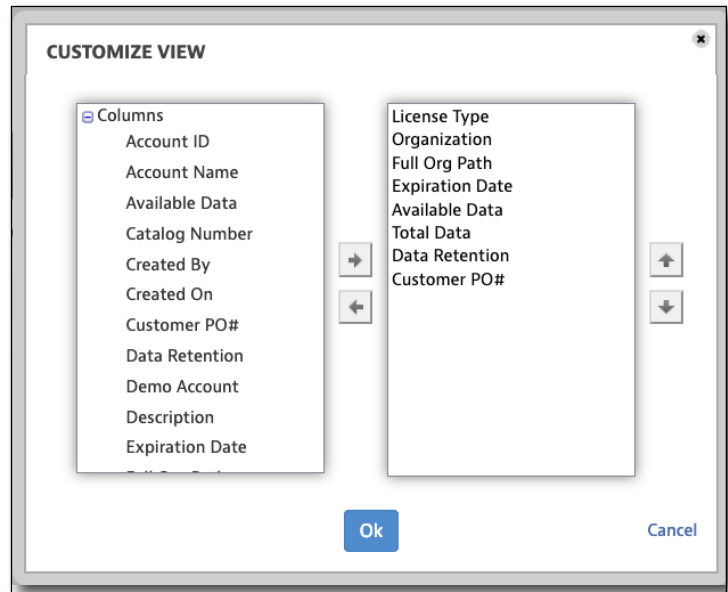 CUSTOMIZE VIEW
Columns
Account ID
Account Name
Available Data
Catalog Number
Created By
Created On
Customer PO#
Data Retention
Demo Account
Description
Expiration Date
License Type
Organization
Full Org Path
Expiration Date
Available Data
Total Data
Data Retention
Customer PO#
Ok
Cancel